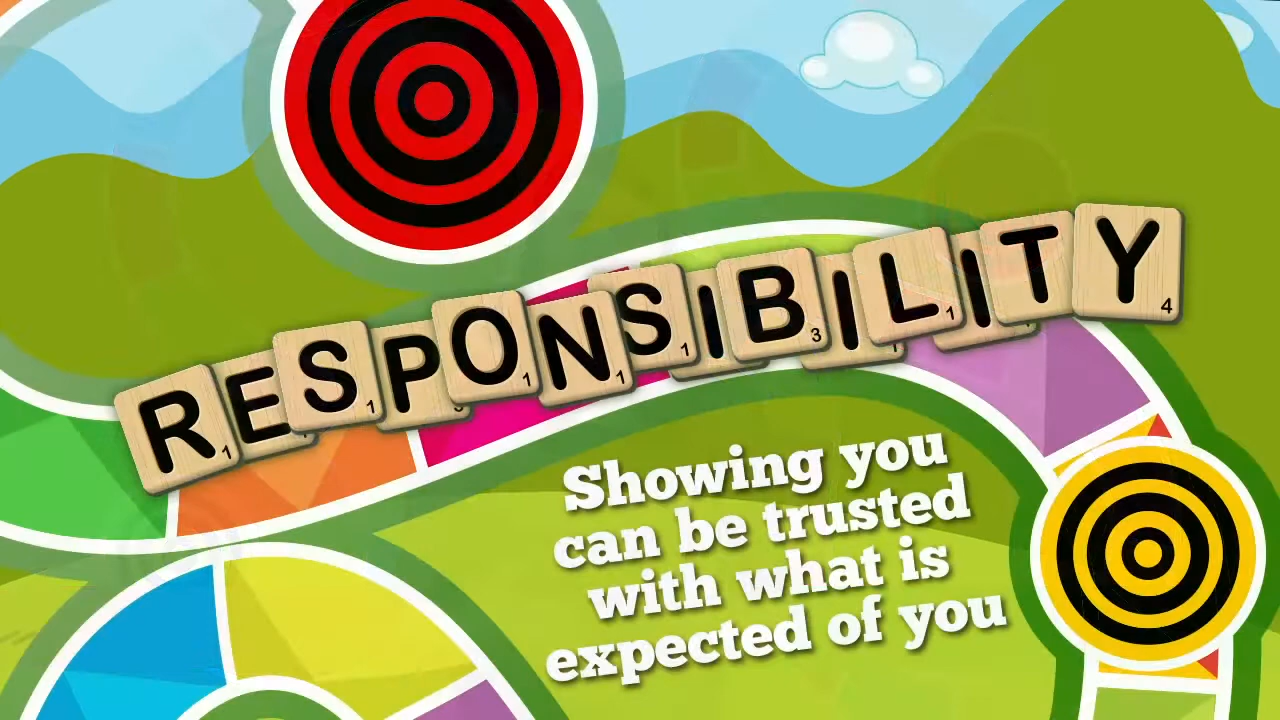 RESPONSIBILITY
Showing you
can be trusted
with what is
expected of you